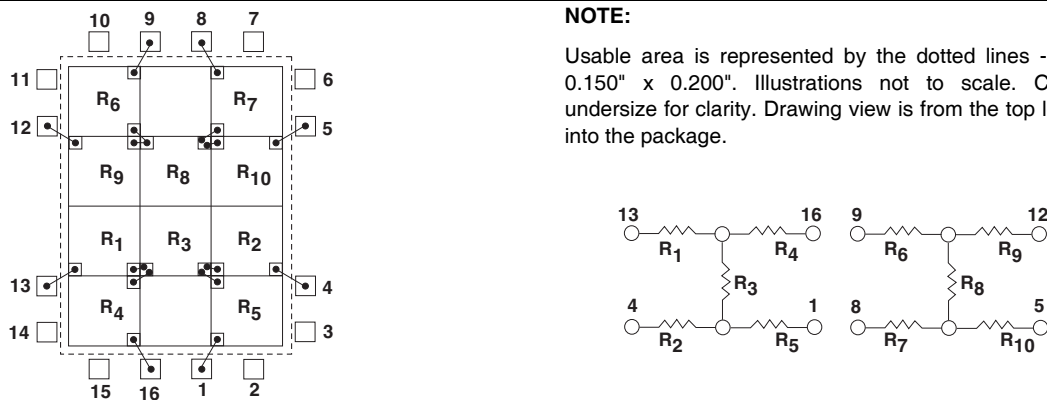 10 9 8 7
11 6
R6 R7
12 5
R9 R8 R10
R1 R3 R2
13 4
R4 R5
14 3
15 16 1 2
NOTE:
Usable area is represented by the dotted lines -
0.150" x 0.200". Illustrations not to scale. C
undersize for clarity. Drawing view is from the top l
into the package.
13 16 9 12
R1 R4 R6 R9
R3 R8
4 1 8 5
R2 R5 R7 R10